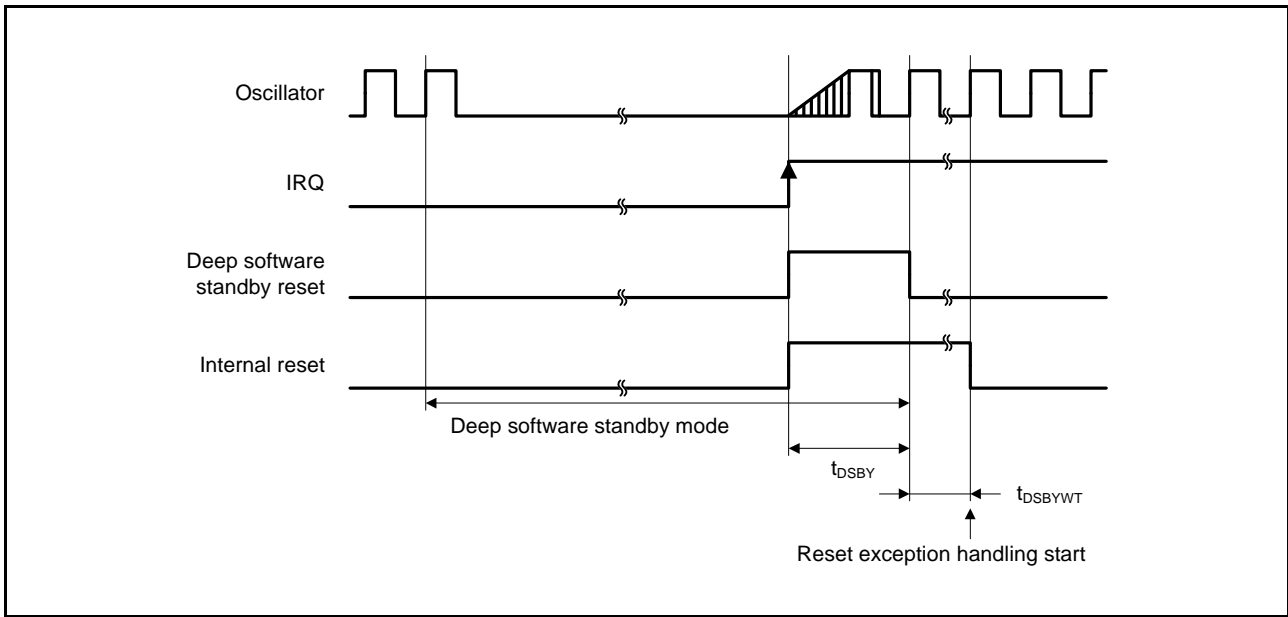 Oscillator
IRQ
Deep software
standby reset
Internal reset
Deep software standby mode
tDSBY
tDSBYWT
Reset exception handling start